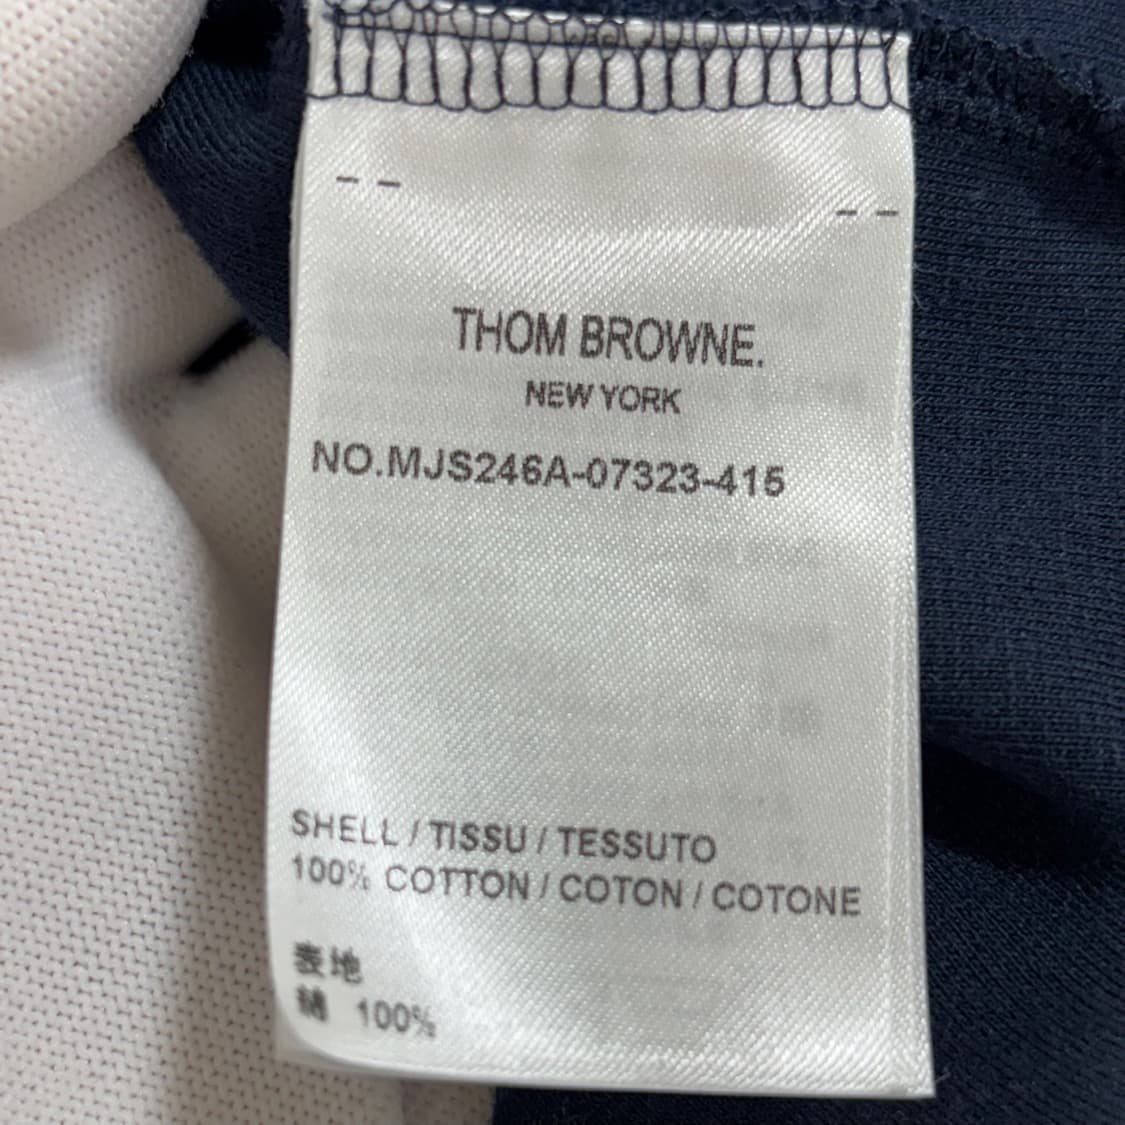 THOM BROWNE.
NEW YORK
NO.MJS246A-07323-415
SHELL / TISSU / TESSUTO
100% COTTON / COTON / COTONE
表地
綿 100%